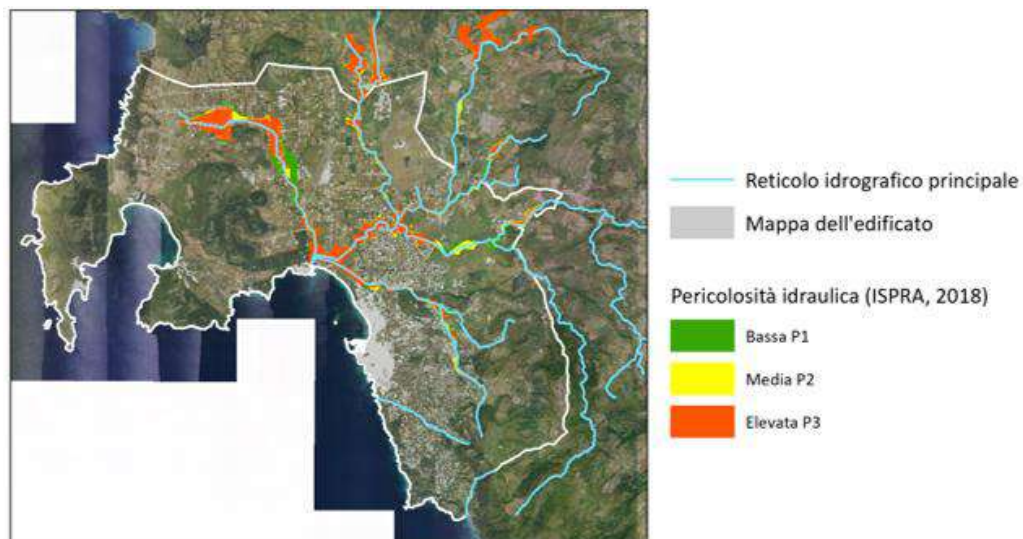 Reticolo idrografico principale
Mappa dell'edificato
Pericolosità idraulica (ISPRA, 2018)
Bassa P1
Media P2
Elevata P3